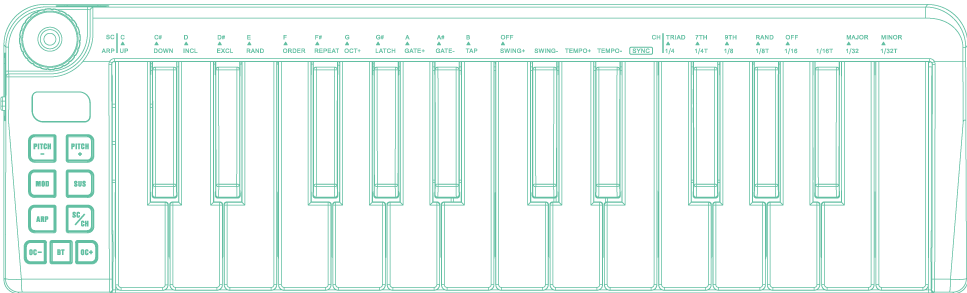 SC C C# D D# E F F# G G# A A# B OFF CH TRIAD 7TH 9TH RAND OFF MAJOR MINOR
ARP UP DOWN INCL EXCL RAND ORDER REPEAT OCT+ LATCH GATE+ GATE- TAP SWING+ SWING- TEMPO+ TEMPO- SYNC 1/4 1/4T 1/8 1/8T 1/16 1/16T 1/32 1/32T
PITCH - PITCH +
MOD SUS
ARP SC/CH
OC- BT OC+